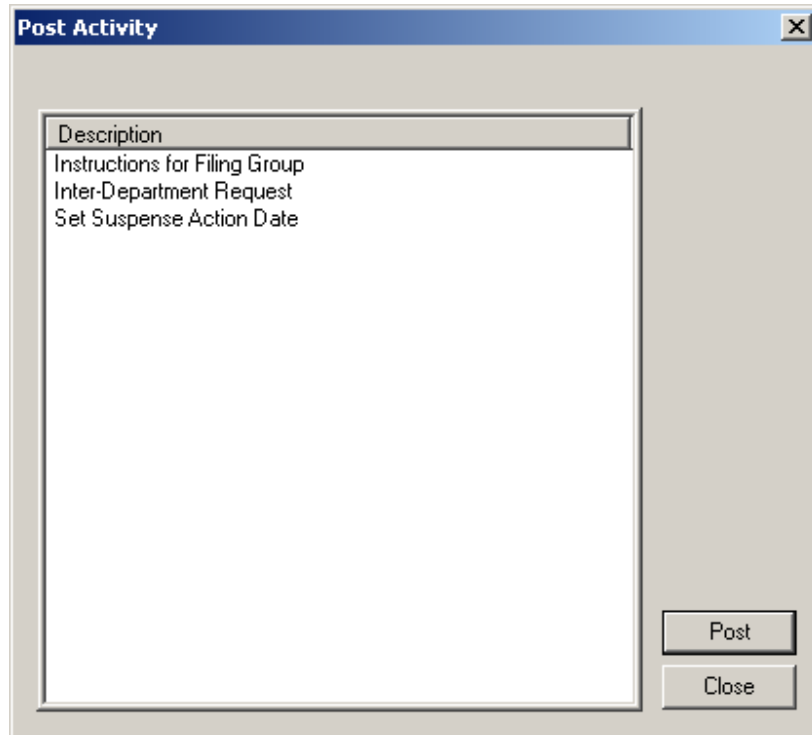 Post Activity
Description
Instructions for Filing Group
Inter-Department Request
Set Suspense Action Date
Post
Close